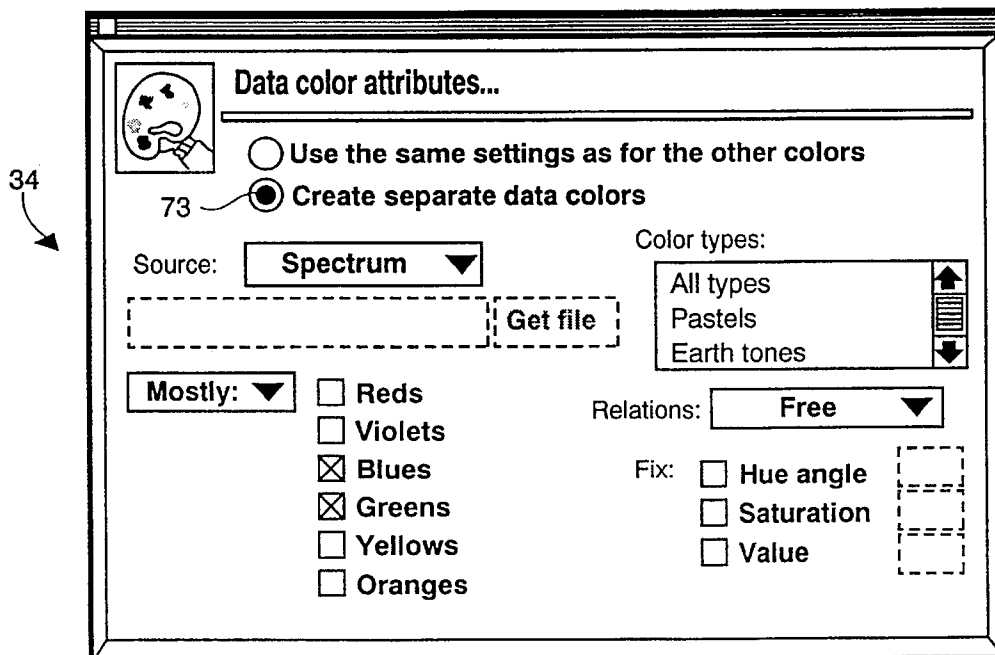 Data color attributes...
Use the same settings as for the other colors
73
Create separate data colors
34
Source: Spectrum
Color types:
All types
Pastels
Earth tones
Get file
Mostly:
Reds
Violets
Blues
Greens
Yellows
Oranges
Relations: Free
Fix:
Hue angle
Saturation
Value